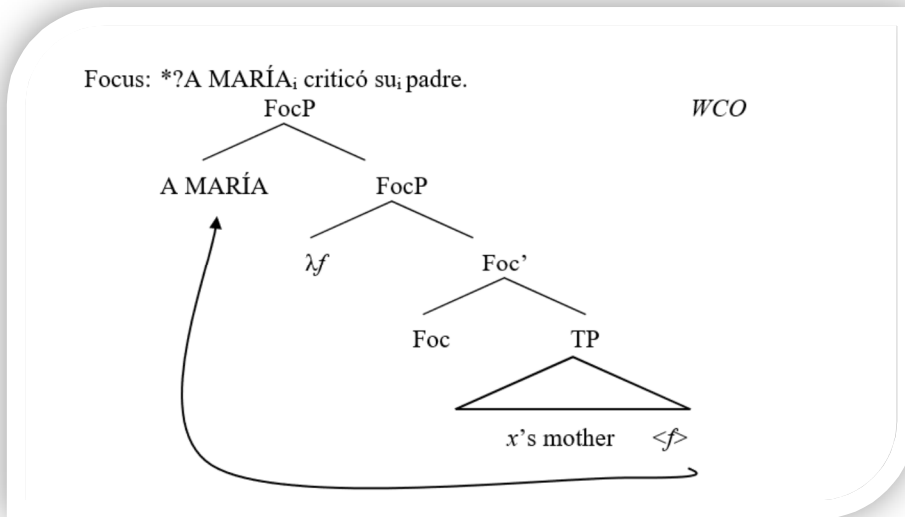 Focus: *?A MARÍAᵢ criticó suᵢ padre.
FocP WCO
A MARÍA FocP
λf Foc’
Foc TP
x’s mother <f>